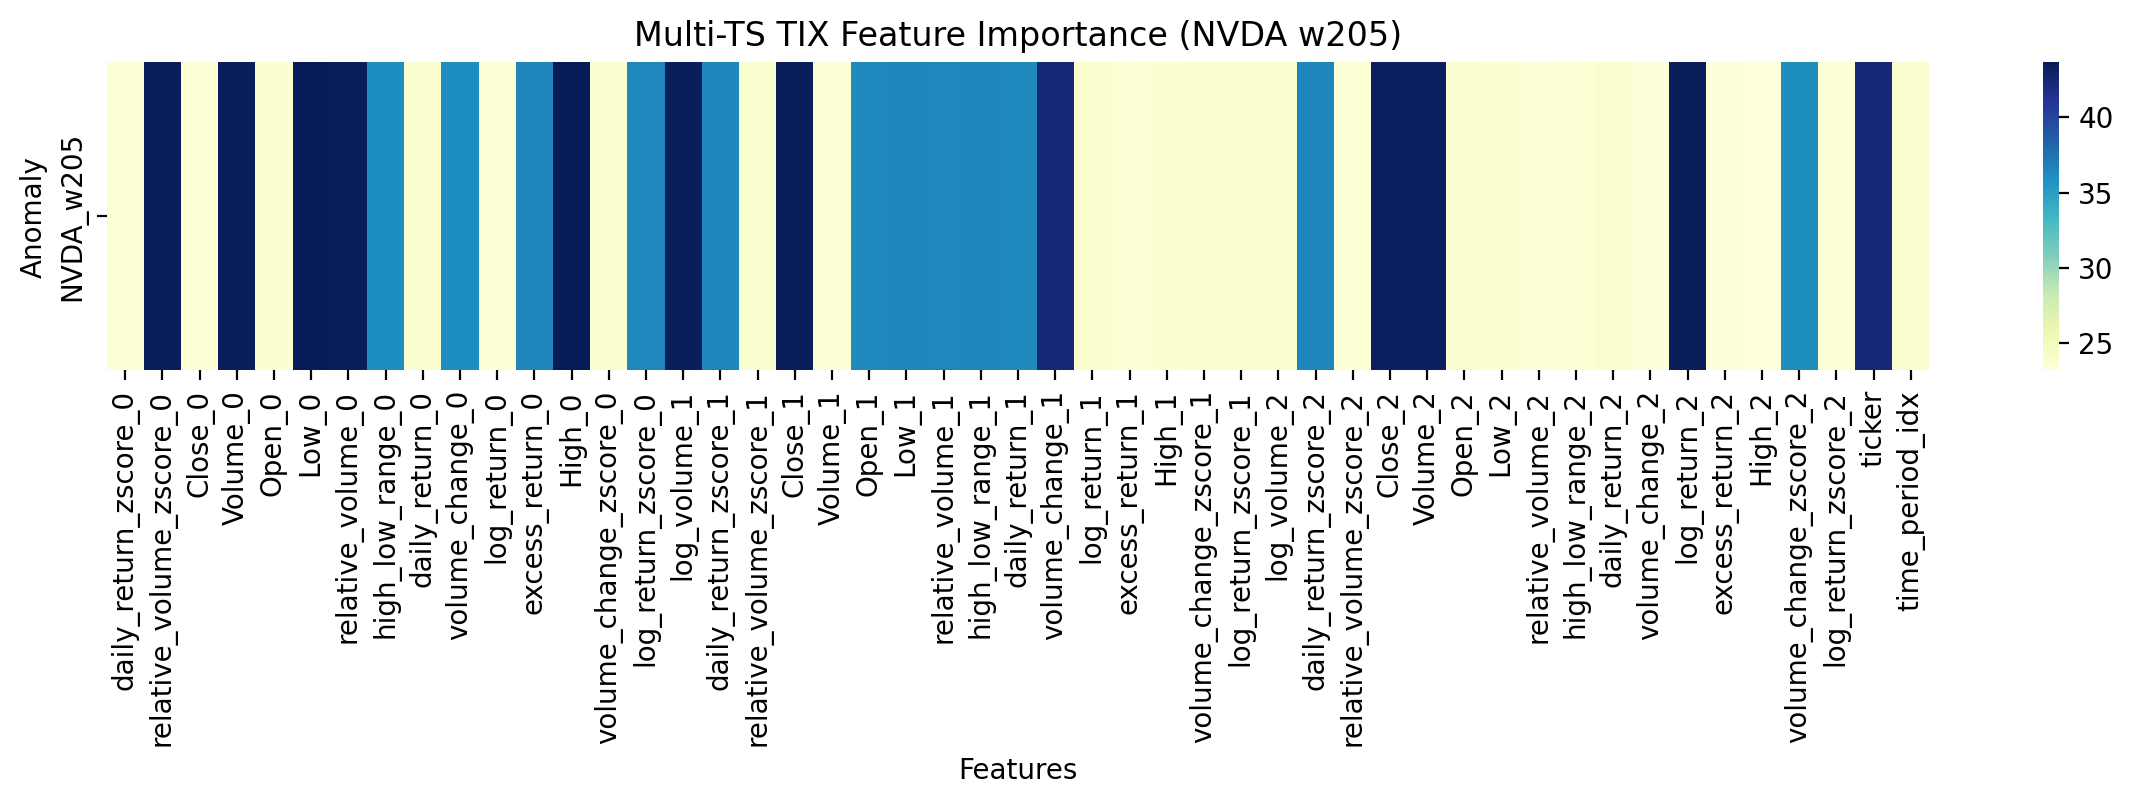 Multi-TS TIX Feature Importance (NVDA w205)
Anomaly
NVDA_w205
40
35
30
25
daily_return_zscore_0
relative_volume_zscore_0
Close_0
Volume_0
Open_0
Low_0
relative_volume_0
high_low_range_0
daily_return_0
volume_change_0
log_return_0
excess_return_0
High_0
volume_change_zscore_0
log_return_zscore_0
log_volume_1
daily_return_zscore_1
relative_volume_zscore_1
Close_1
Volume_1
Open_1
Low_1
relative_volume_1
high_low_range_1
daily_return_1
volume_change_1
log_return_1
excess_return_1
High_1
volume_change_zscore_1
log_return_zscore_1
log_volume_2
daily_return_zscore_2
relative_volume_zscore_2
Close_2
Volume_2
Open_2
Low_2
relative_volume_2
high_low_range_2
daily_return_2
volume_change_2
log_return_2
excess_return_2
High_2
volume_change_zscore_2
log_return_zscore_2
ticker
time_period_idx
Features